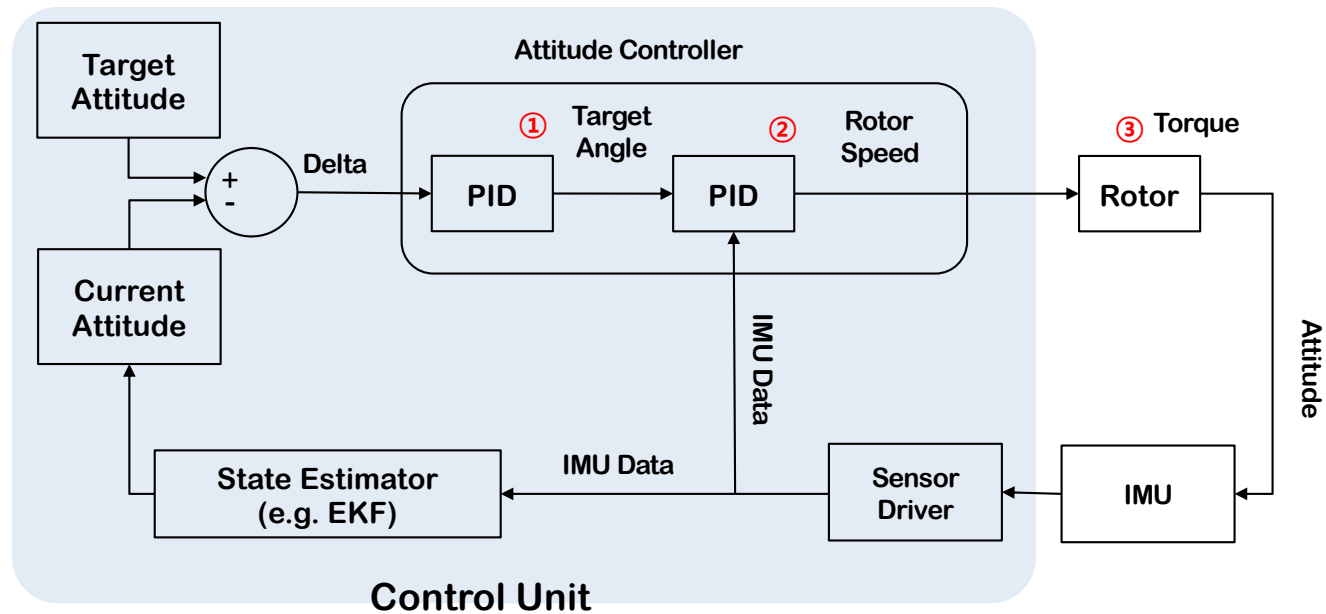 Target
Attitude
Attitude Controller
①
Target
Angle
②
Rotor
Speed
③ Torque
+
-
Delta
PID
PID
Rotor
Current
Attitude
IMU Data
Attitude
State Estimator
(e.g. EKF)
IMU Data
Sensor
Driver
IMU
Control Unit